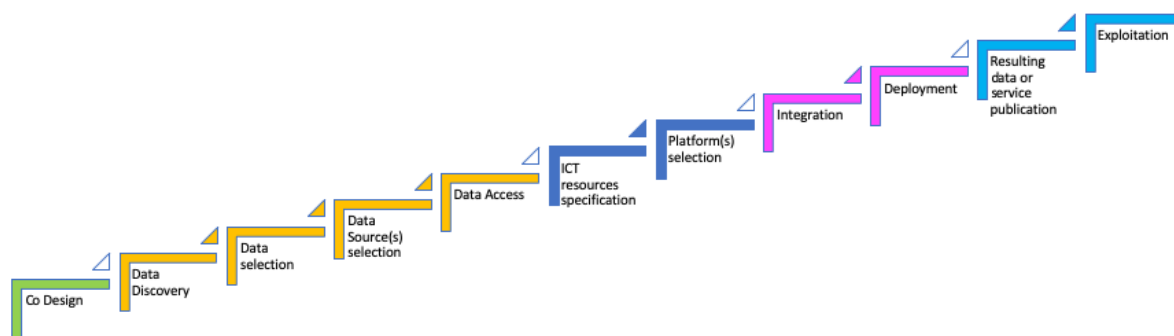 Co Design
Data
Discovery
Data
selection
Data
Source(s)
selection
Data Access
ICT
resources
specification
Platform(s)
selection
Integration
Deployment
Resulting
data or
service
publication
Exploitation